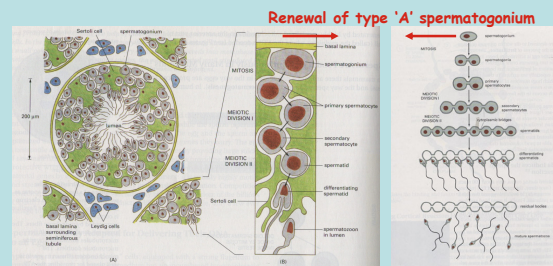 Renewal of type 'A' spermatogonium
Sertoli cell
spermatogonium
lumen
200 μm
basal lamina
surrounding
seminiferous
tubule
Leydig cells
(A)
basal lamina
MITOSIS
spermatogonium
primary spermatocyte
MEIOTIC
DIVISION I
secondary
spermatocyte
MEIOTIC
DIVISION II
spermatid
differentiating
spermatid
Sertoli cell
spermatozoon
in lumen
(B)
spermatogonium
MITOSIS
spermatogonia
primary
spermatocytes
MEIOTIC
DIVISION I
secondary
spermatocytes
MEIOTIC
DIVISION II
cytoplasmic bridges
spermatids
differentiating
spermatids
residual bodies
mature spermatozoa